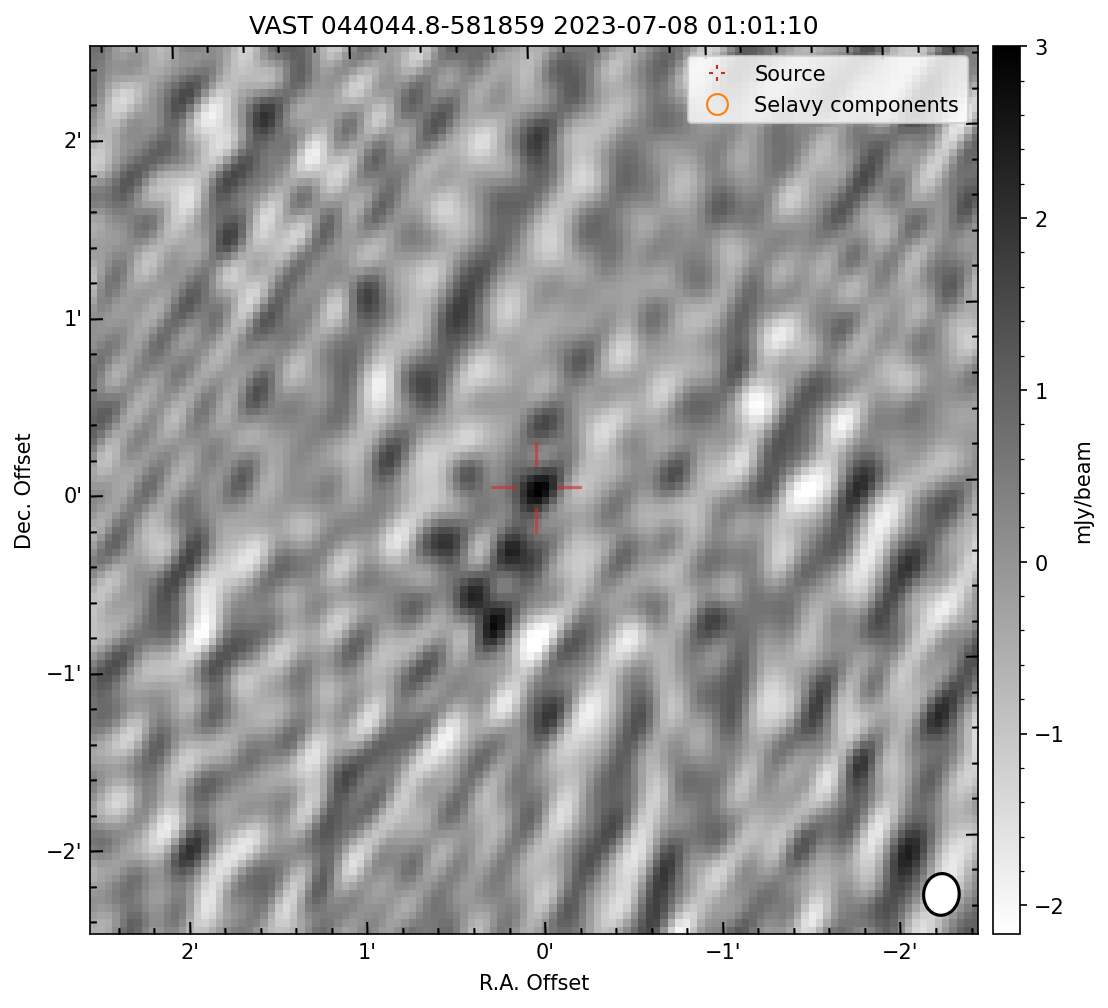 VAST 044044.8-581859 2023-07-08 01:01:10
Source
Selavy components
2'
1'
0'
−1'
−2'
Dec. Offset
2'
1'
0'
−1'
−2'
R.A. Offset
3
2
1
0
−1
−2
mJy/beam